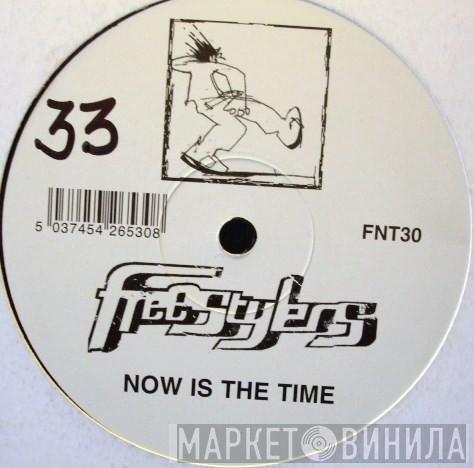 33
5 037454 265308
FNT30
Freestylers
NOW IS THE TIME
МАРКЕТ ВИНИЛА